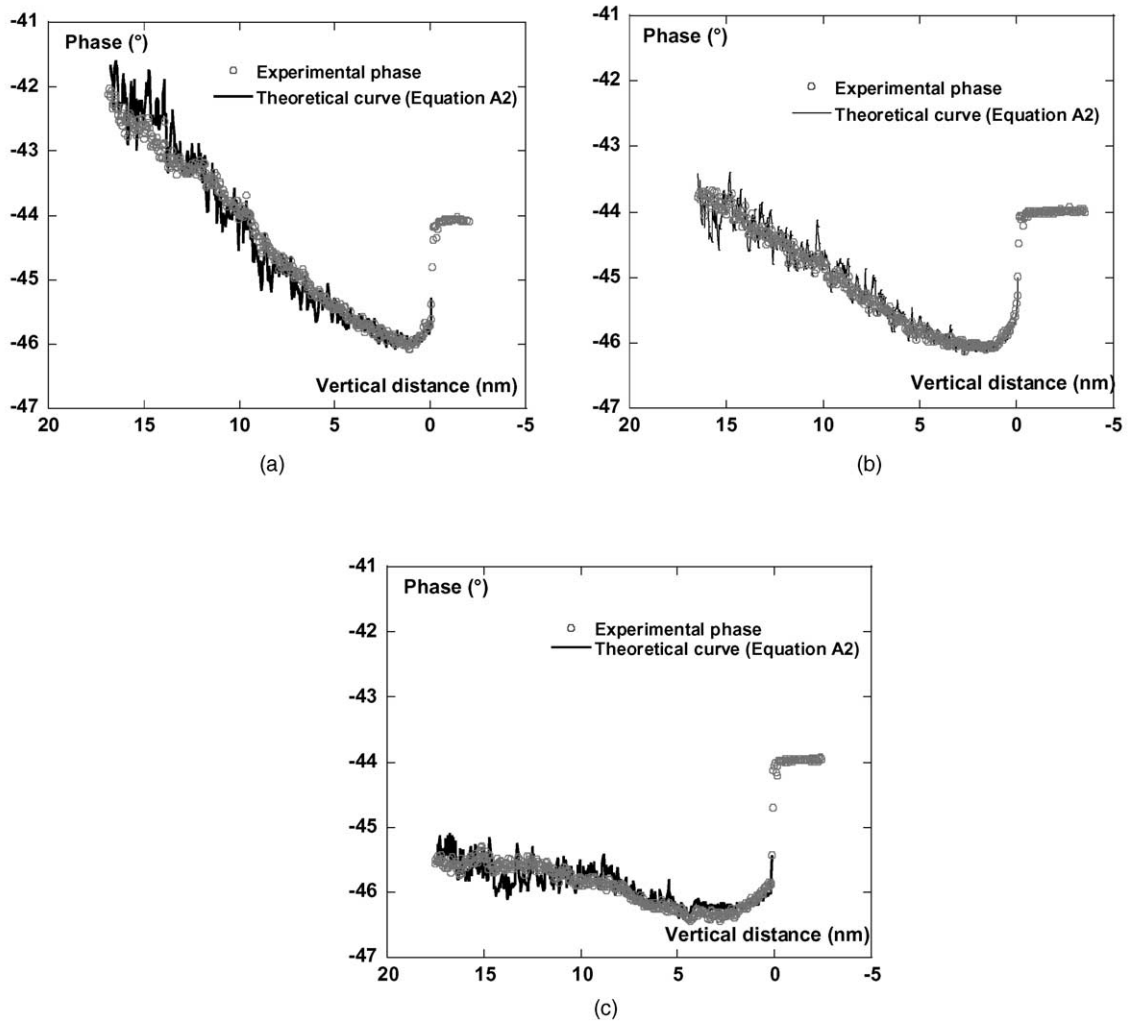 -41
Phase (°)
-42
Experimental phase
Theoretical curve (Equation A2)
-43
-44
-45
-46
Vertical distance (nm)
-47
20
15
10
5
0
-5
(a)
-41
Phase (°)
-42
Experimental phase
Theoretical curve (Equation A2)
-43
-44
-45
-46
Vertical distance (nm)
-47
20
15
10
5
0
-5
(b)
-41
Phase (°)
-42
Experimental phase
Theoretical curve (Equation A2)
-43
-44
-45
-46
Vertical distance (nm)
-47
20
15
10
5
0
-5
(c)